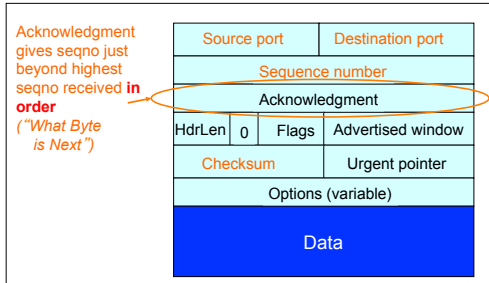 Acknowledgment
gives seqno just
beyond highest
seqno received in
order
(“What Byte
is Next”)
Source port
Destination port
Sequence number
Acknowledgment
HdrLen
0
Flags
Advertised window
Checksum
Urgent pointer
Options (variable)
Data